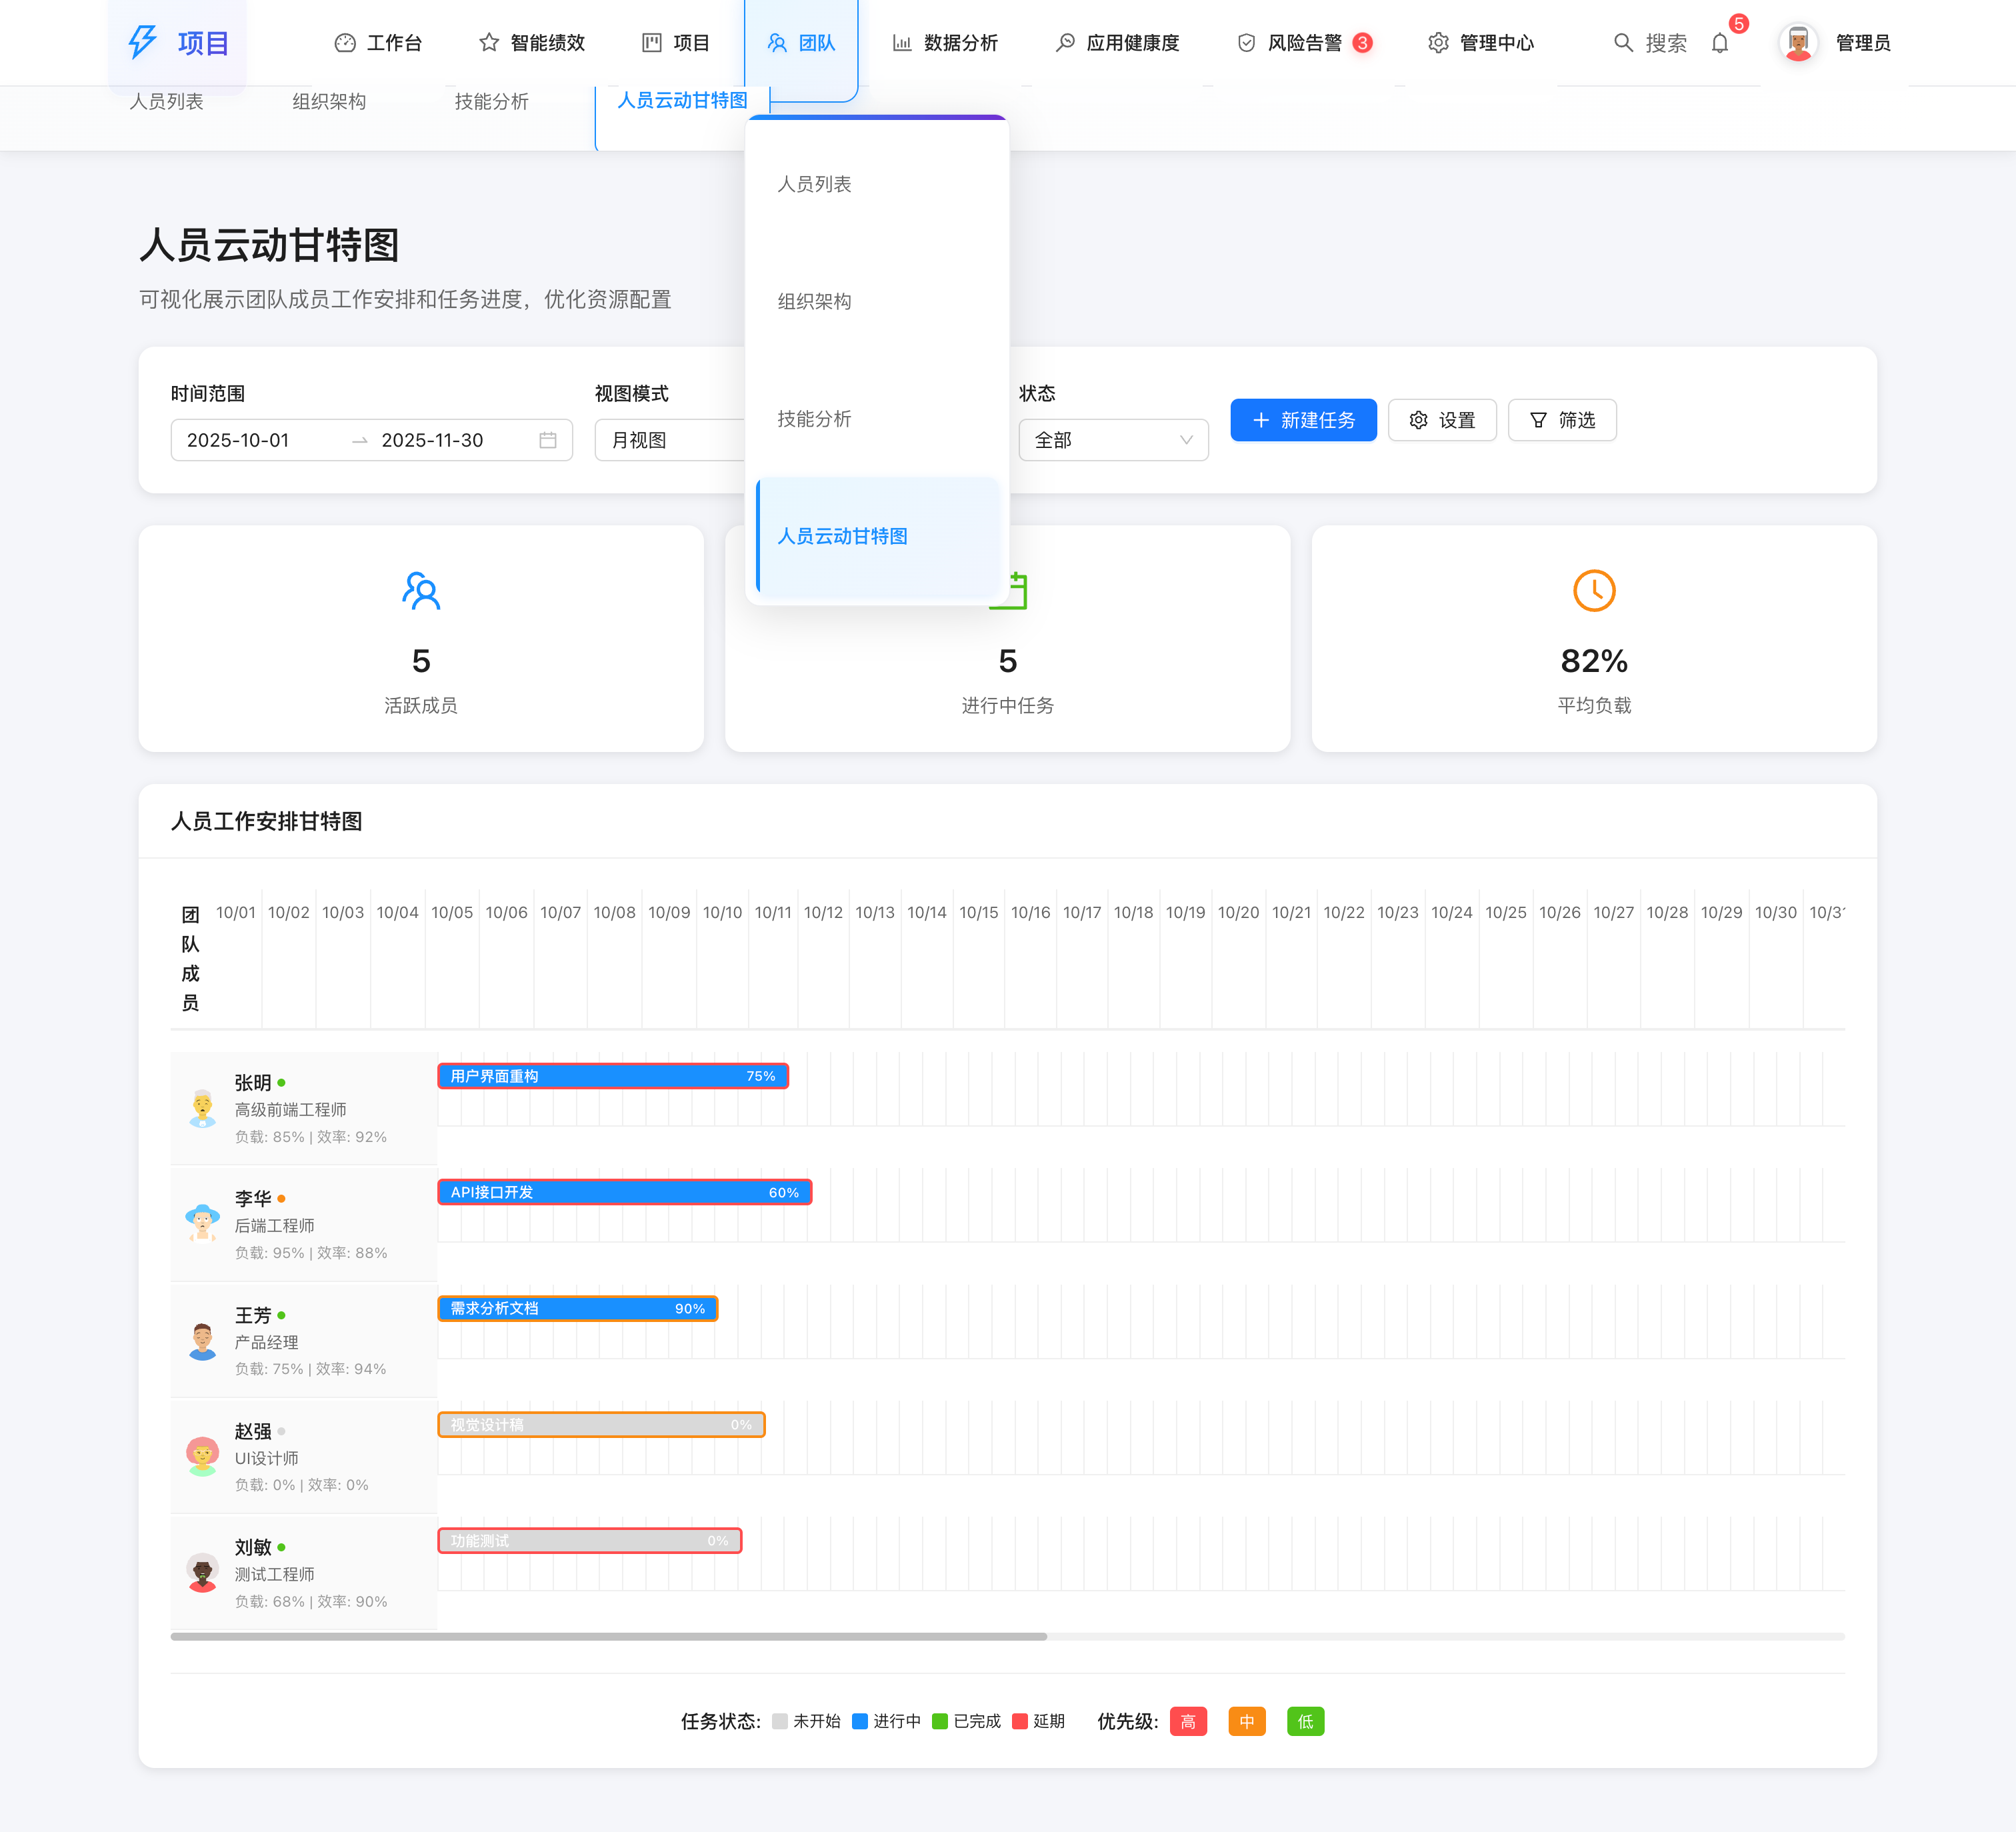 项目
工作台
智能绩效
项目
团队
数据分析
应用健康度
风险告警 3
管理中心
搜索
5
管理员
人员列表
组织架构
技能分析
人员云动甘特图
人员列表
组织架构
技能分析
人员云动甘特图
人员云动甘特图
可视化展示团队成员工作安排和任务进度，优化资源配置
时间范围
2025-10-01 → 2025-11-30
视图模式
月视图
状态
全部
新建任务
设置
筛选
5
活跃成员
5
进行中任务
82%
平均负载
人员工作安排甘特图
团队成员
10/01 10/02 10/03 10/04 10/05 10/06 10/07 10/08 10/09 10/10 10/11 10/12 10/13 10/14 10/15 10/16 10/17 10/18 10/19 10/20 10/21 10/22 10/23 10/24 10/25 10/26 10/27 10/28 10/29 10/30
张明
高级前端工程师
负载: 85% | 效率: 92%
用户界面重构 75%
李华
后端工程师
负载: 95% | 效率: 88%
API接口开发 60%
王芳
产品经理
负载: 75% | 效率: 94%
需求分析文档 90%
赵强
UI设计师
负载: 0% | 效率: 0%
视觉设计稿 0%
刘敏
测试工程师
负载: 68% | 效率: 90%
功能测试 0%
任务状态: 未开始 进行中 已完成 延期 优先级: 高 中 低